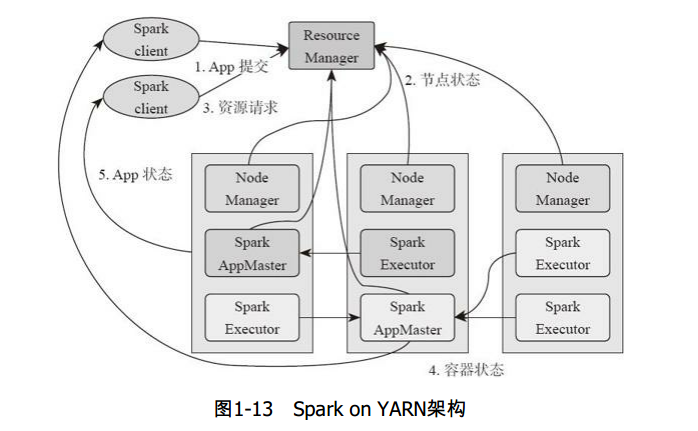 Spark
client
Resource
Manager
1. App 提交
2. 节点状态
Spark
client
3. 资源请求
5. App 状态
Node
Manager
Node
Manager
Node
Manager
Spark
AppMaster
Spark
Executor
Spark
Executor
Spark
Executor
Spark
AppMaster
Spark
Executor
4. 容器状态
图1-13 Spark on YARN架构